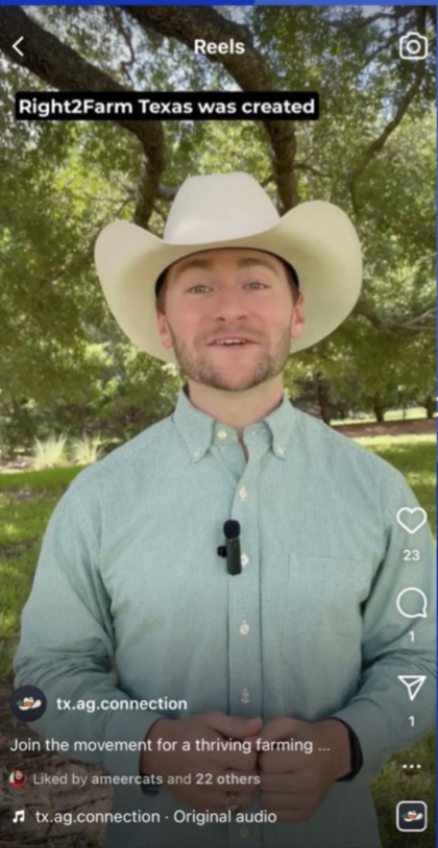 Reels
Right2Farm Texas was created
23
1
1
tx.ag.connection
Join the movement for a thriving farming ...
Liked by ameercats and 22 others
tx.ag.connection · Original audio